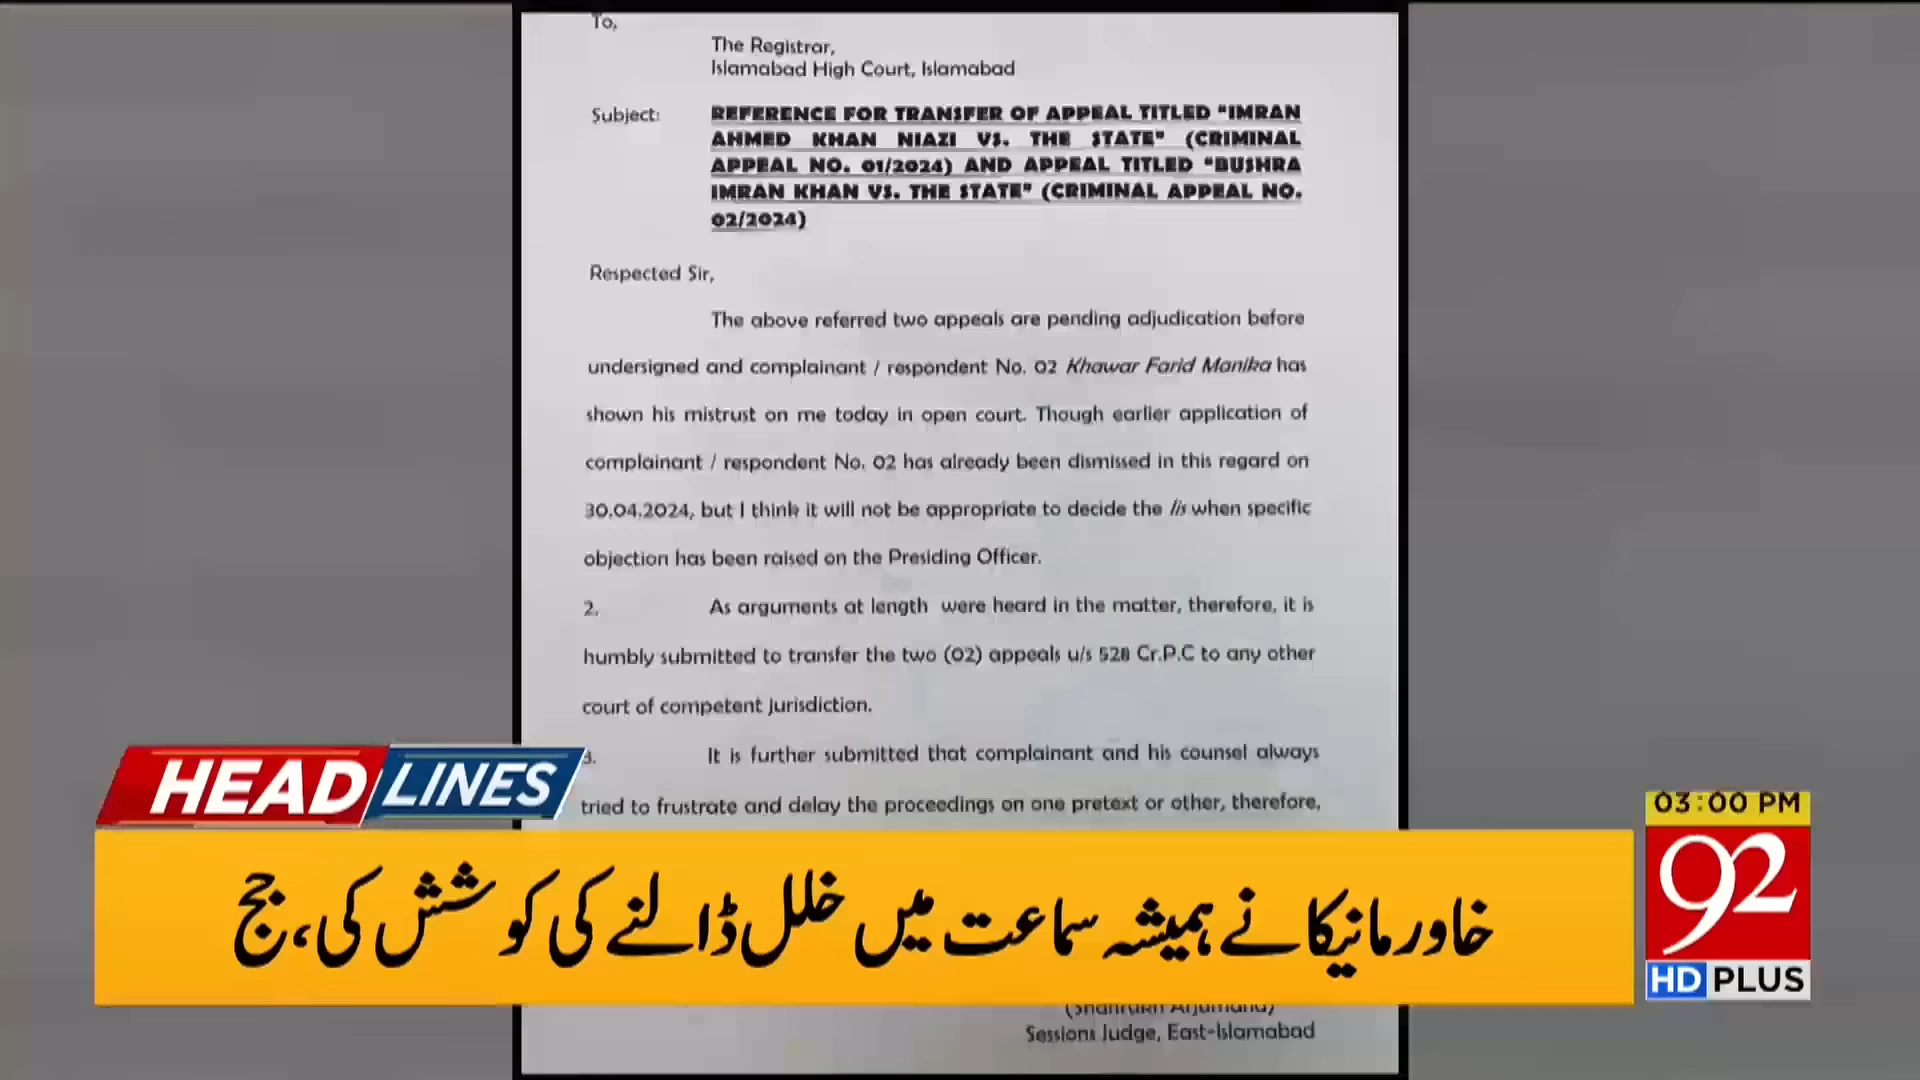 To,
The Registrar,
Islamabad High Court, Islamabad
Subject: REFERENCE FOR TRANSFER OF APPEAL TITLED "IMRAN
AHMED KHAN NIAZI VS. THE STATE" (CRIMINAL
APPEAL NO. 01/2024) AND APPEAL TITLED "BUSHRA
IMRAN KHAN VS. THE STATE" (CRIMINAL APPEAL NO.
02/2024)
Respected Sir,
The above referred two appeals are pending adjudication before
undersigned and complainant / respondent No. 02 Khawar Farid Manika has
shown his mistrust on me today in open court. Though earlier application of
complainant / respondent No. 02 has already been dismissed in this regard on
30.04.2024, but I think it will not be appropriate to decide the lis when specific
objection has been raised on the Presiding Officer.
2. As arguments at length were heard in the matter, therefore, it is
humbly submitted to transfer the two (02) appeals u/s 528 Cr.P.C to any other
court of competent jurisdiction.
3. It is further submitted that complainant and his counsel always
tried to frustrate and delay the proceedings on one pretext or other, therefore,
HEADLINES
03:00 PM
خاور مانیکا نے ہمیشہ سماعت میں خلل ڈالنے کی کوشش کی، جج
92
HD PLUS
Sessions Judge, East-Islamabad